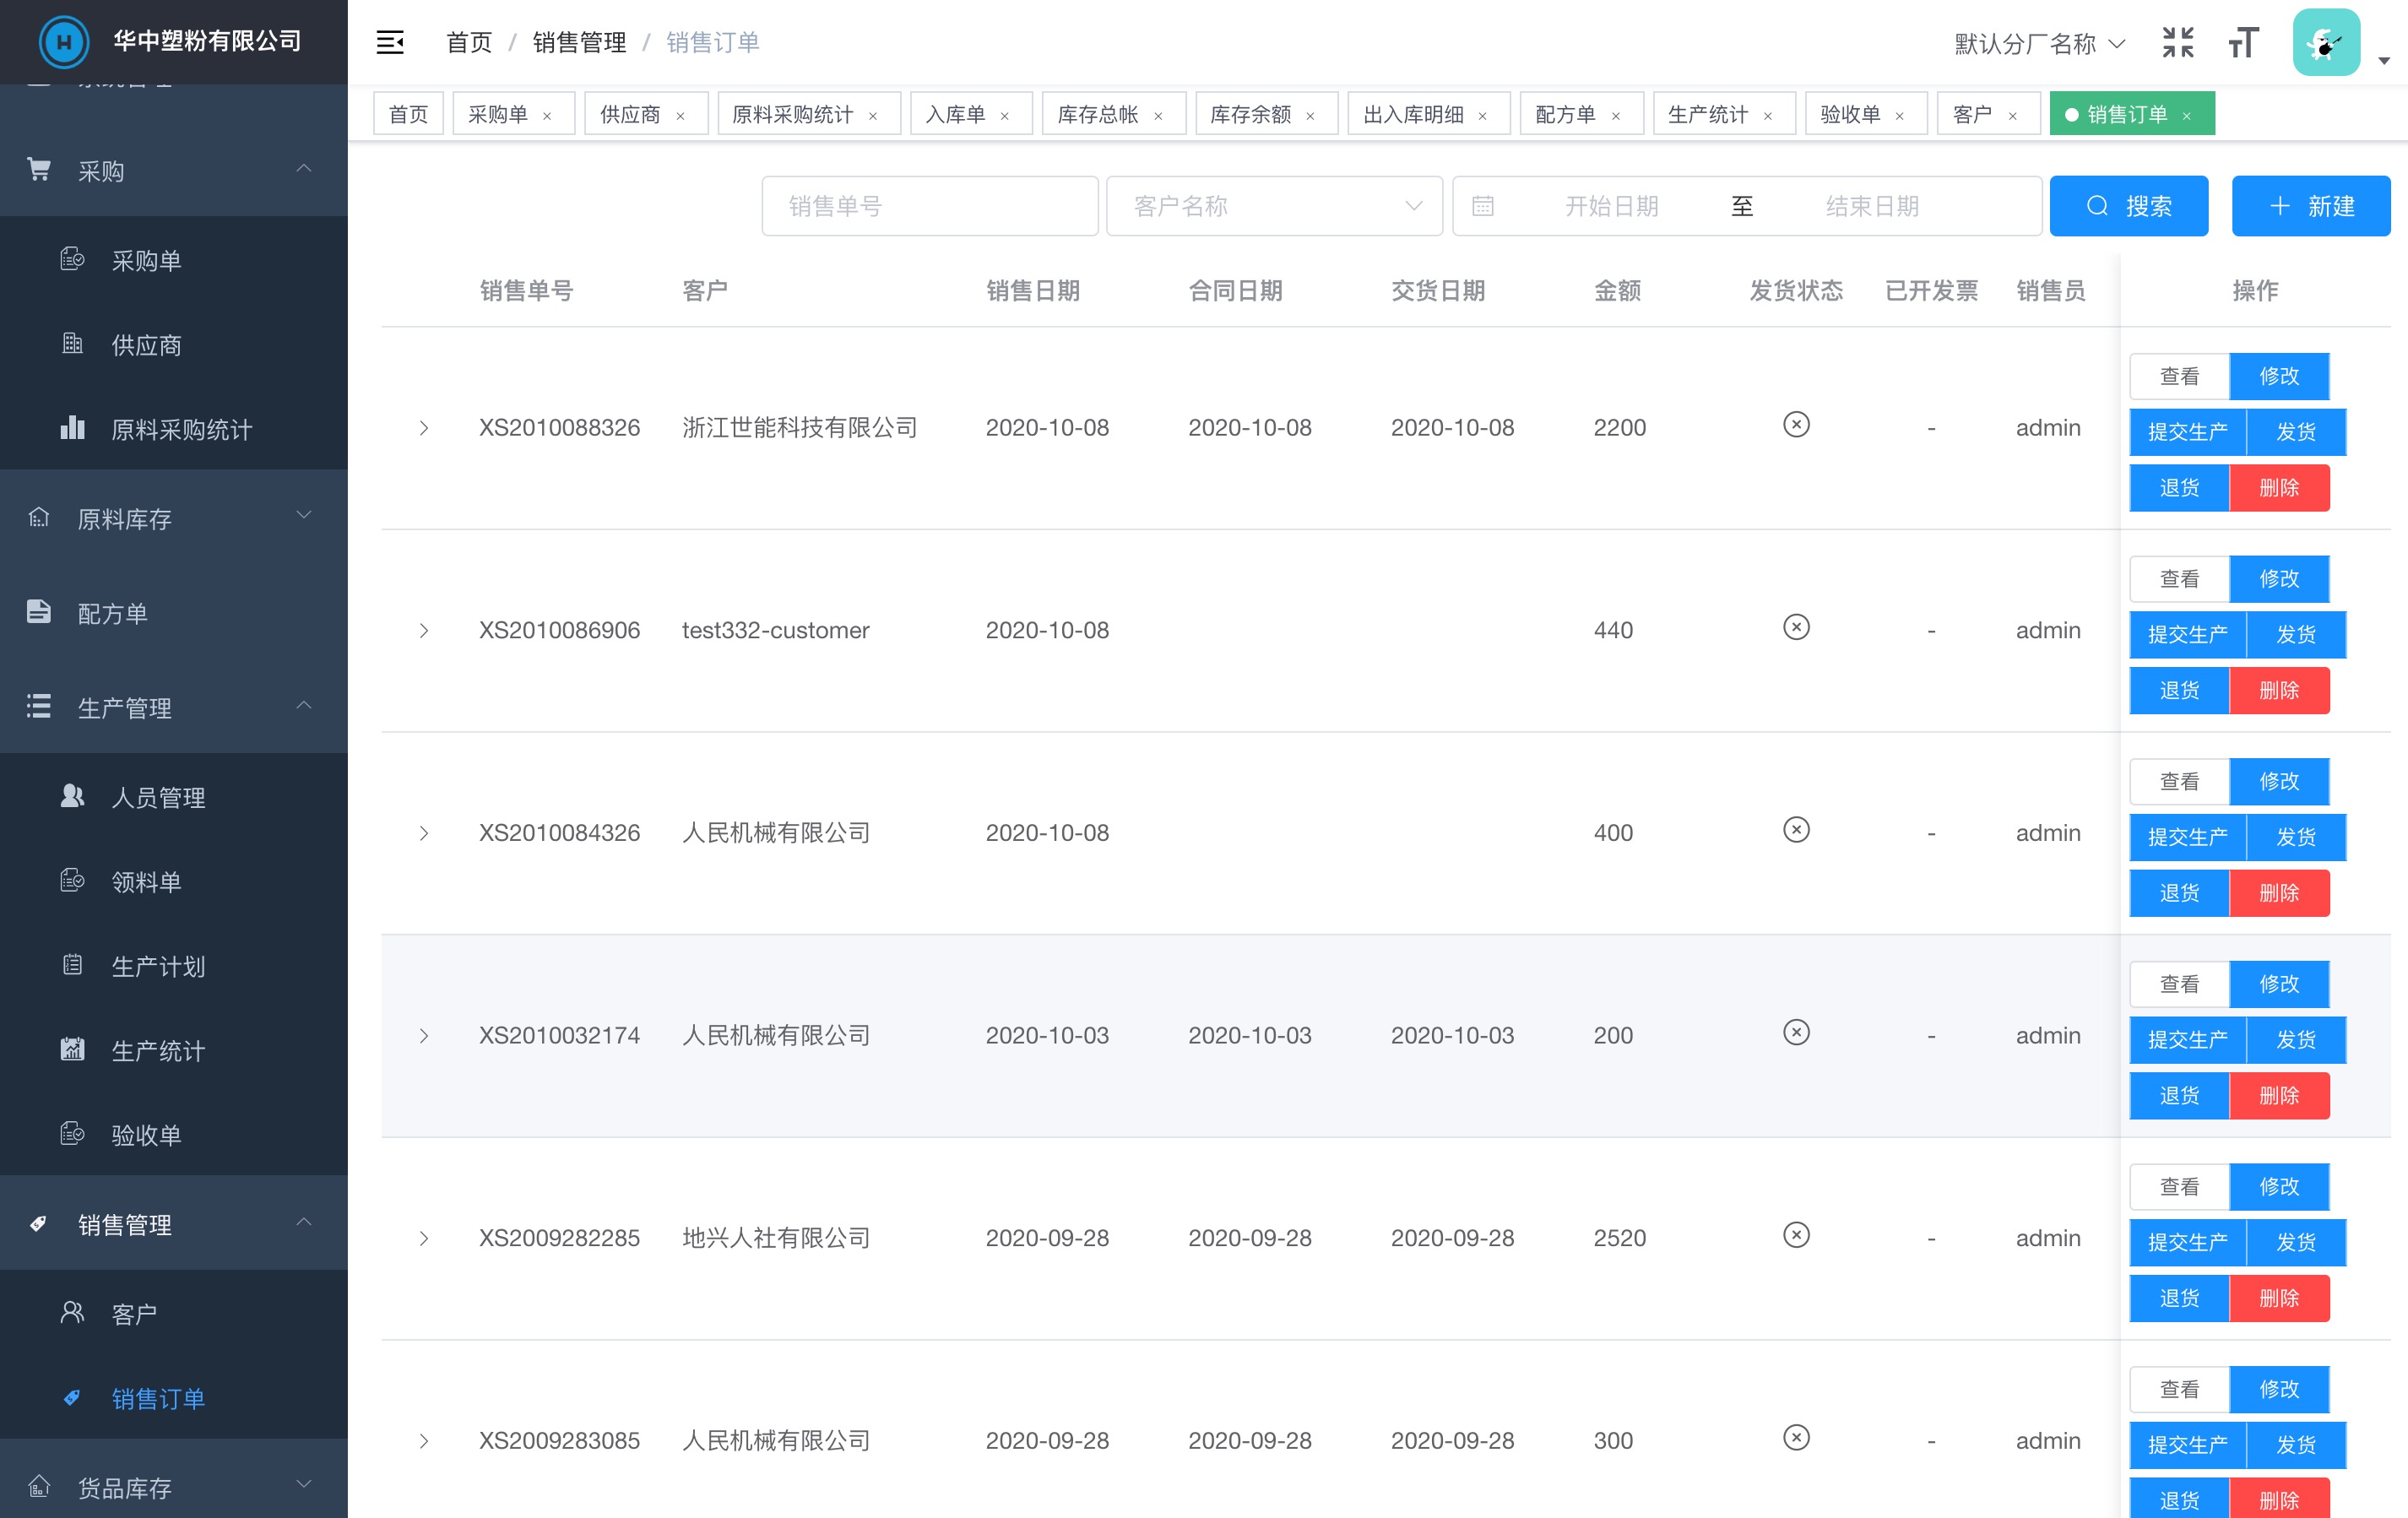 华中塑粉有限公司
首页 / 销售管理 / 销售订单
默认分厂名称
首页
采购单
供应商
原料采购统计
入库单
库存总帐
库存余额
出入库明细
配方单
生产统计
验收单
客户
销售订单
系统管理
采购
采购单
供应商
原料采购统计
原料库存
配方单
生产管理
人员管理
领料单
生产计划
生产统计
验收单
销售管理
客户
销售订单
货品库存
销售单号
客户名称
开始日期 至 结束日期
搜索
新建
销售单号 客户 销售日期 合同日期 交货日期 金额 发货状态 已开发票 销售员 操作
XS2010088326 浙江世能科技有限公司 2020-10-08 2020-10-08 2020-10-08 2200 - admin
查看 修改
提交生产 发货
退货 删除
XS2010086906 test332-customer 2020-10-08 440 - admin
查看 修改
提交生产 发货
退货 删除
XS2010084326 人民机械有限公司 2020-10-08 400 - admin
查看 修改
提交生产 发货
退货 删除
XS2010032174 人民机械有限公司 2020-10-03 2020-10-03 2020-10-03 200 - admin
查看 修改
提交生产 发货
退货 删除
XS2009282285 地兴人社有限公司 2020-09-28 2020-09-28 2020-09-28 2520 - admin
查看 修改
提交生产 发货
退货 删除
XS2009283085 人民机械有限公司 2020-09-28 2020-09-28 2020-09-28 300 - admin
查看 修改
提交生产 发货
退货 删除